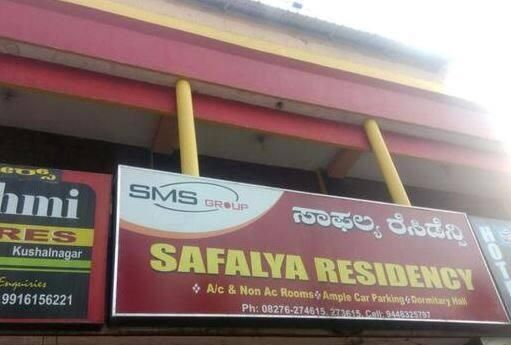 SMS
GROUP
ಸಾಫಲ್ಯ ರೆಸಿಡೆನ್ಸಿ
SAFALYA RESIDENCY
A/c & Non Ac Rooms Ample Car Parking Dormitary Hall
Ph: 08276-274615, 273615, Cell: 9448325797
hmi
RES
Kushalnagar
Enquiries
9916156221
HOT